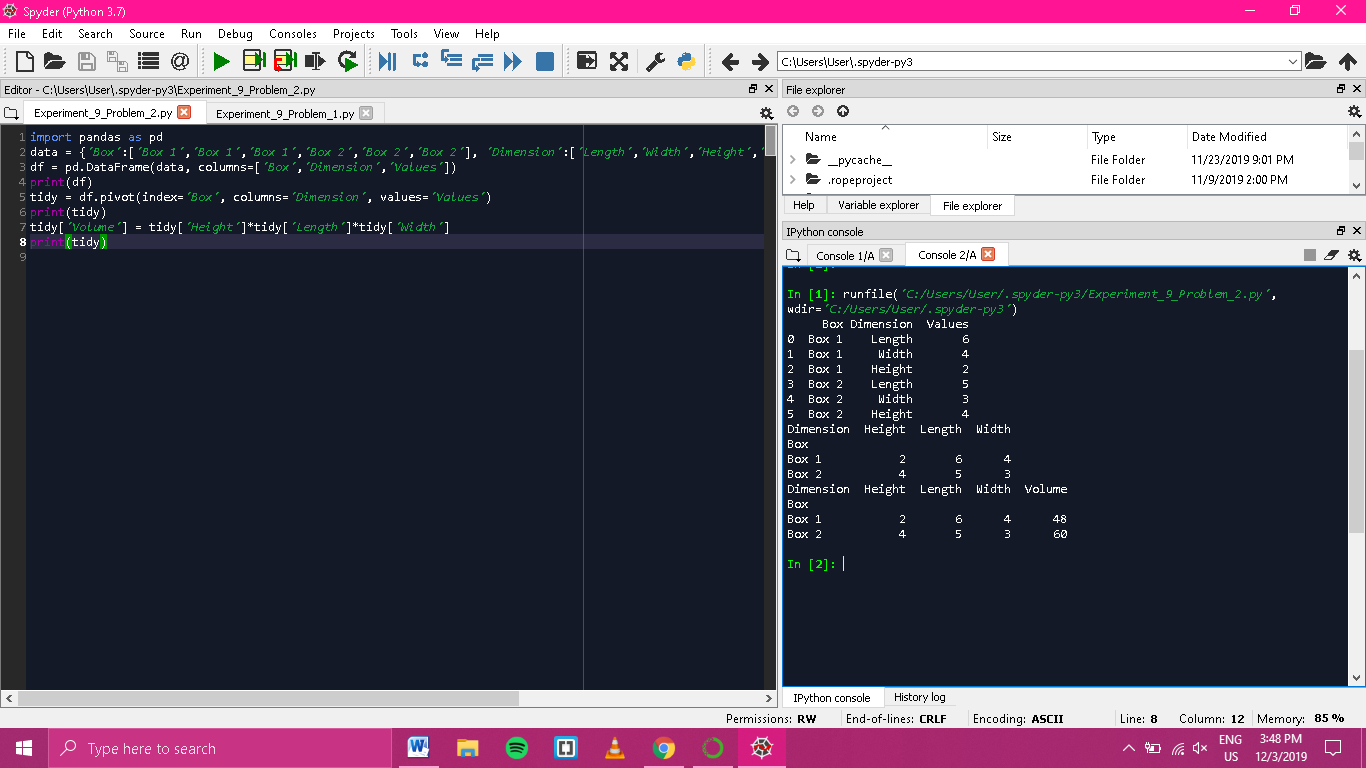 Spyder (Python 3.7)
File Edit Search Source Run Debug Consoles Projects Tools View Help
C:\Users\User\.spyder-py3
Editor - C:\Users\User\.spyder-py3\Experiment_9_Problem_2.py
Experiment_9_Problem_2.py Experiment_9_Problem_1.py
1 import pandas as pd
2 data = {'Box':['Box 1','Box 1','Box 1','Box 2','Box 2','Box 2'], 'Dimension':['Length','Width','Height','
3 df = pd.DataFrame(data, columns=['Box','Dimension','Values'])
4 print(df)
5 tidy = df.pivot(index='Box', columns='Dimension', values='Values')
6 print(tidy)
7 tidy['Volume'] = tidy['Height']*tidy['Length']*tidy['Width']
8 print(tidy)
9
File explorer
Name Size Type Date Modified
__pycache__ File Folder 11/23/2019 9:01 PM
.ropeproject File Folder 11/9/2019 2:00 PM
Help Variable explorer File explorer
IPython console
Console 1/A Console 2/A
In [1]: runfile('C:/Users/User/.spyder-py3/Experiment_9_Problem_2.py',
wdir='C:/Users/User/.spyder-py3')
Box Dimension Values
0 Box 1 Length 6
1 Box 1 Width 4
2 Box 1 Height 2
3 Box 2 Length 5
4 Box 2 Width 3
5 Box 2 Height 4
Dimension Height Length Width
Box
Box 1 2 6 4
Box 2 4 5 3
Dimension Height Length Width Volume
Box
Box 1 2 6 4 48
Box 2 4 5 3 60
In [2]:
IPython console History log
Permissions: RW End-of-lines: CRLF Encoding: ASCII Line: 8 Column: 12 Memory: 85 %
Type here to search
ENG
US
3:48 PM
12/3/2019